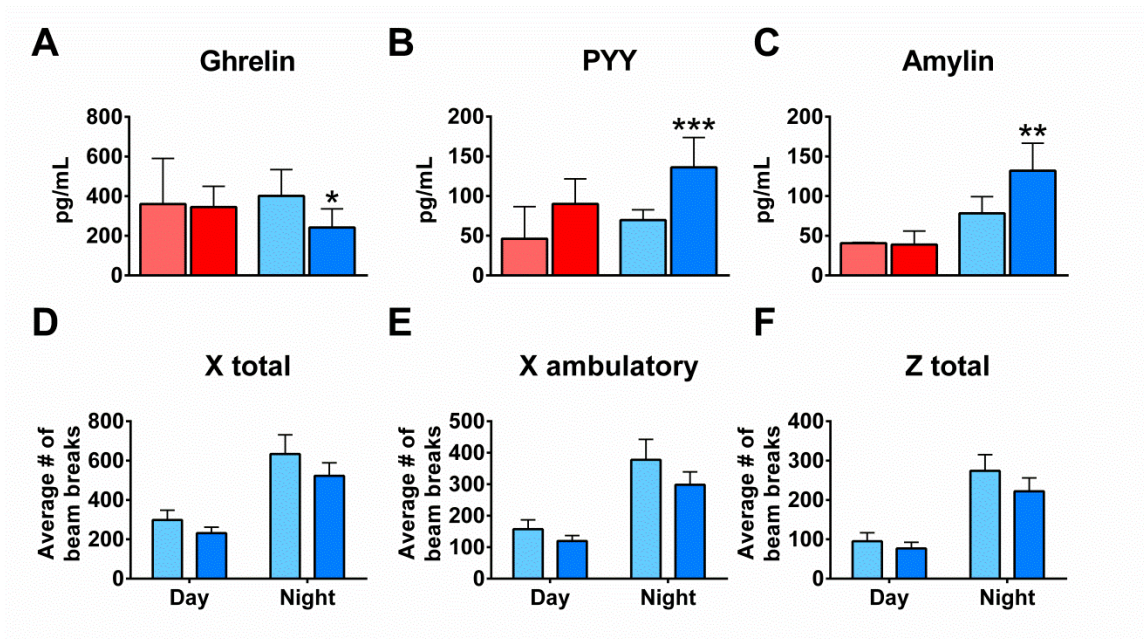 A
Ghrelin
pg/mL
800
600
400
200
0
*
B
PYY
pg/mL
200
150
100
50
0
***
C
Amylin
pg/mL
200
150
100
50
0
**
D
X total
Average # of
beam breaks
800
600
400
200
0
Day Night
E
X ambulatory
Average # of
beam breaks
500
400
300
200
100
0
Day Night
F
Z total
Average # of
beam breaks
400
300
200
100
0
Day Night